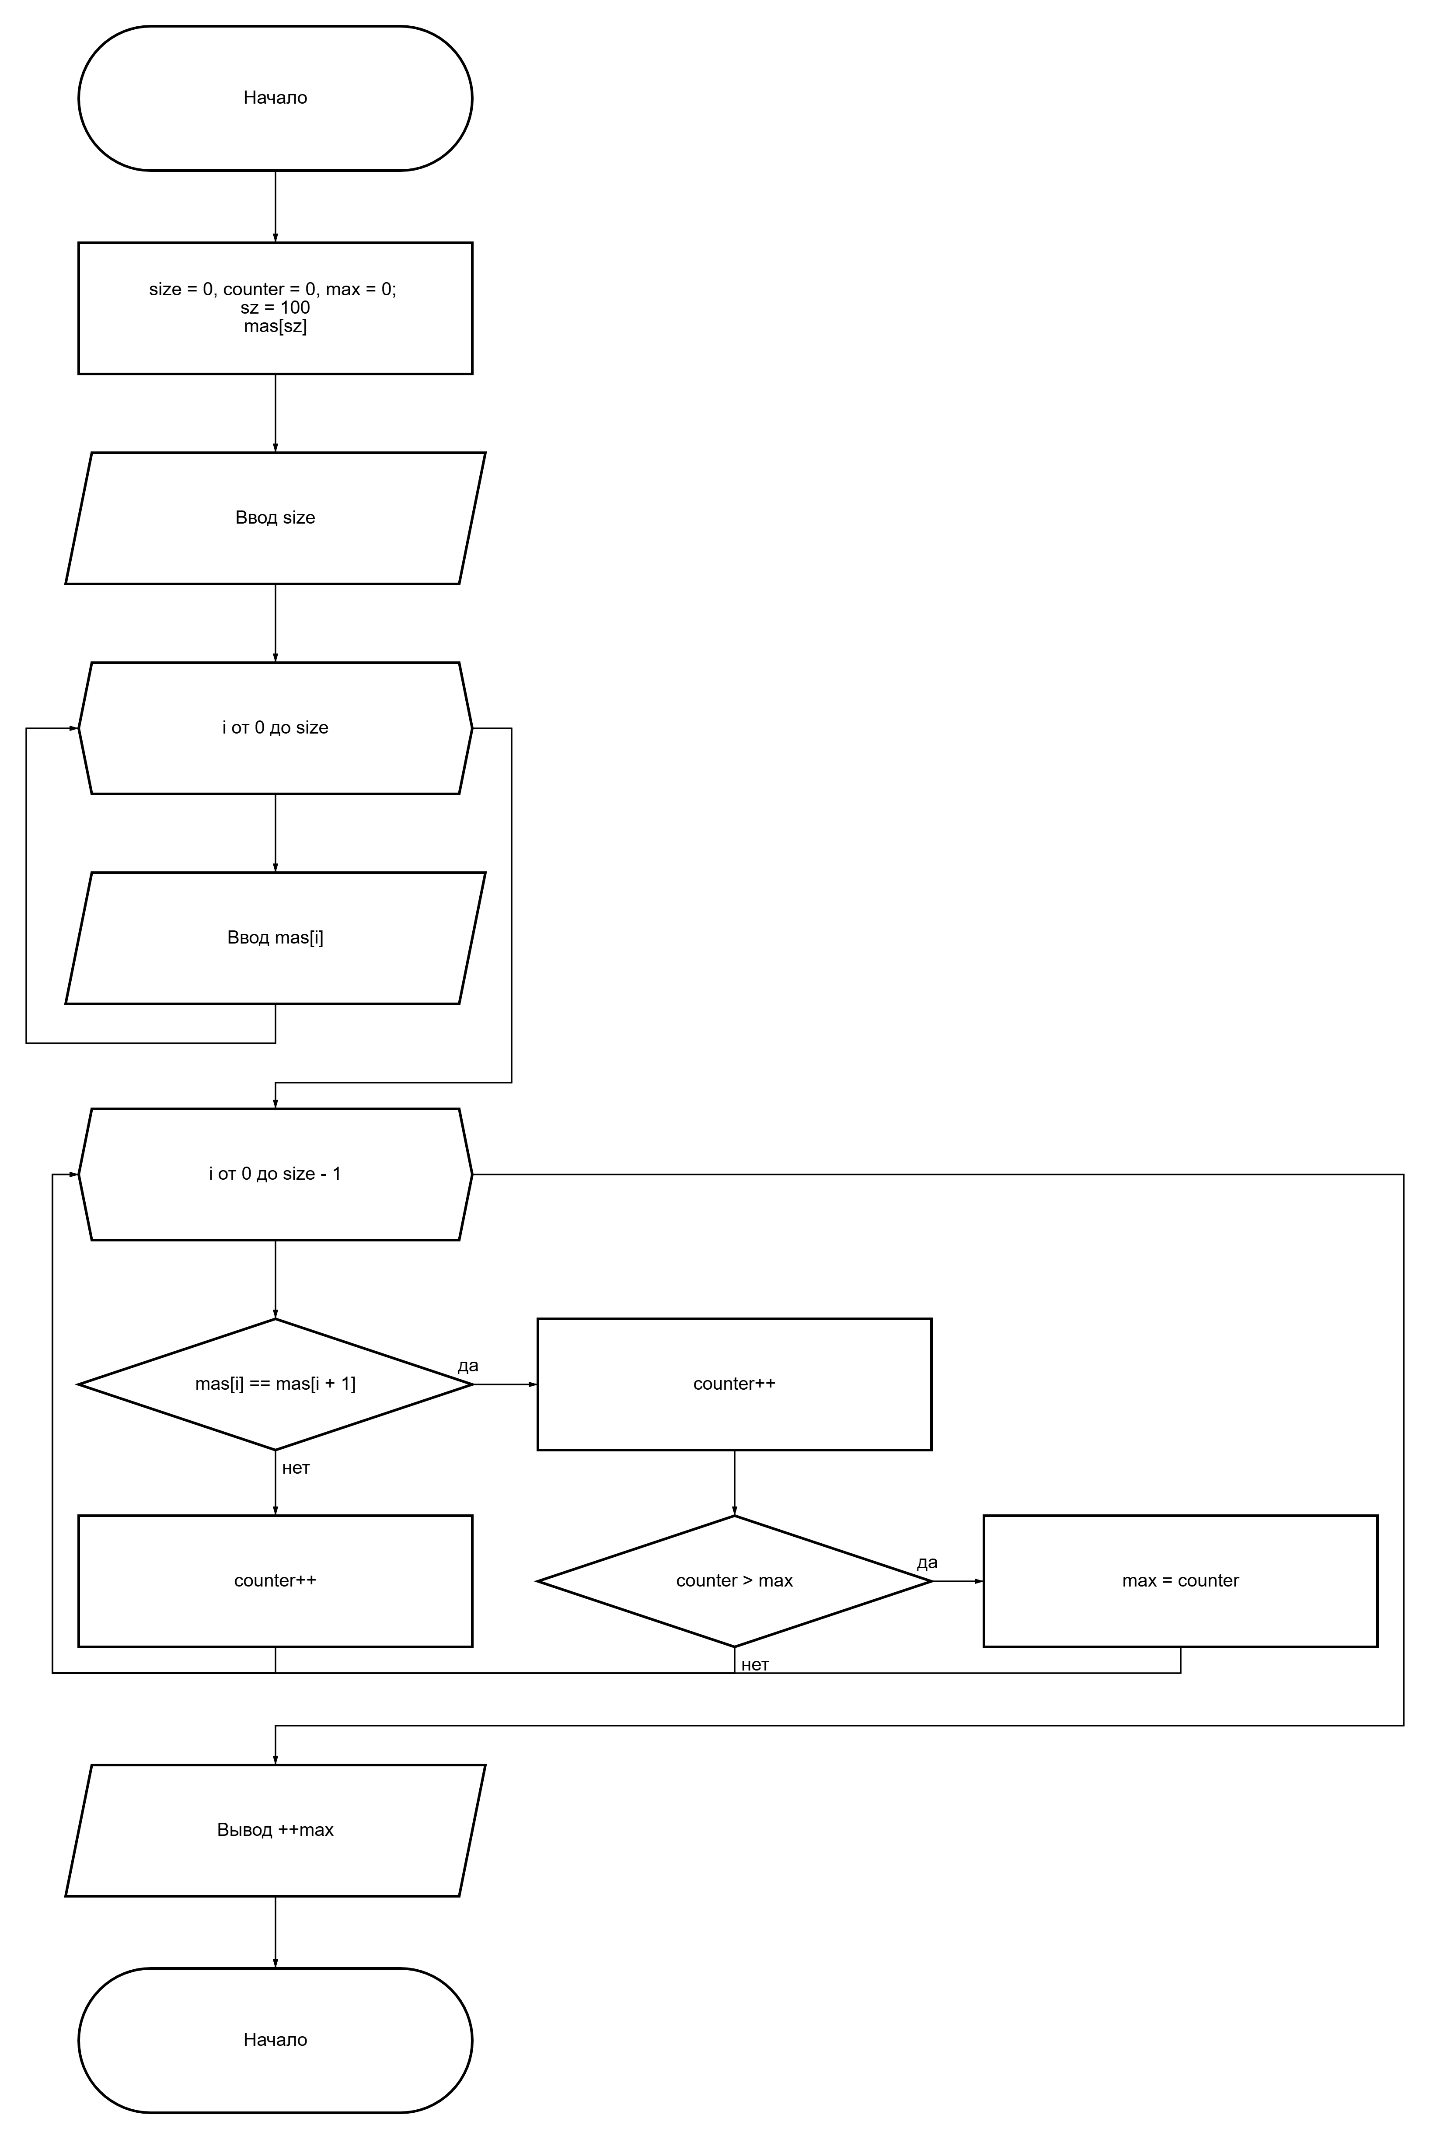 Начало
size = 0, counter = 0, max = 0;
sz = 100
mas[sz]
Ввод size
i от 0 до size
Ввод mas[i]
i от 0 до size - 1
mas[i] == mas[i + 1]
да
counter++
нет
counter++
counter > max
да
max = counter
нет
Вывод ++max
Начало